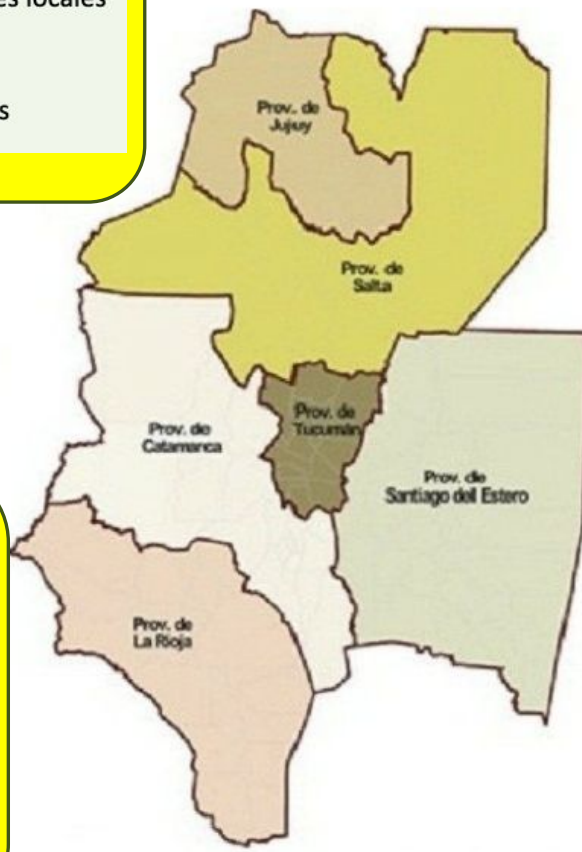 es locales
s
Prov. de
Jujuy
Prov. de
Salta
Prov. de
Tucumán
Prov. de
Catamarca
Prov. de
Santiago del Estero
Prov. de
La Rioja